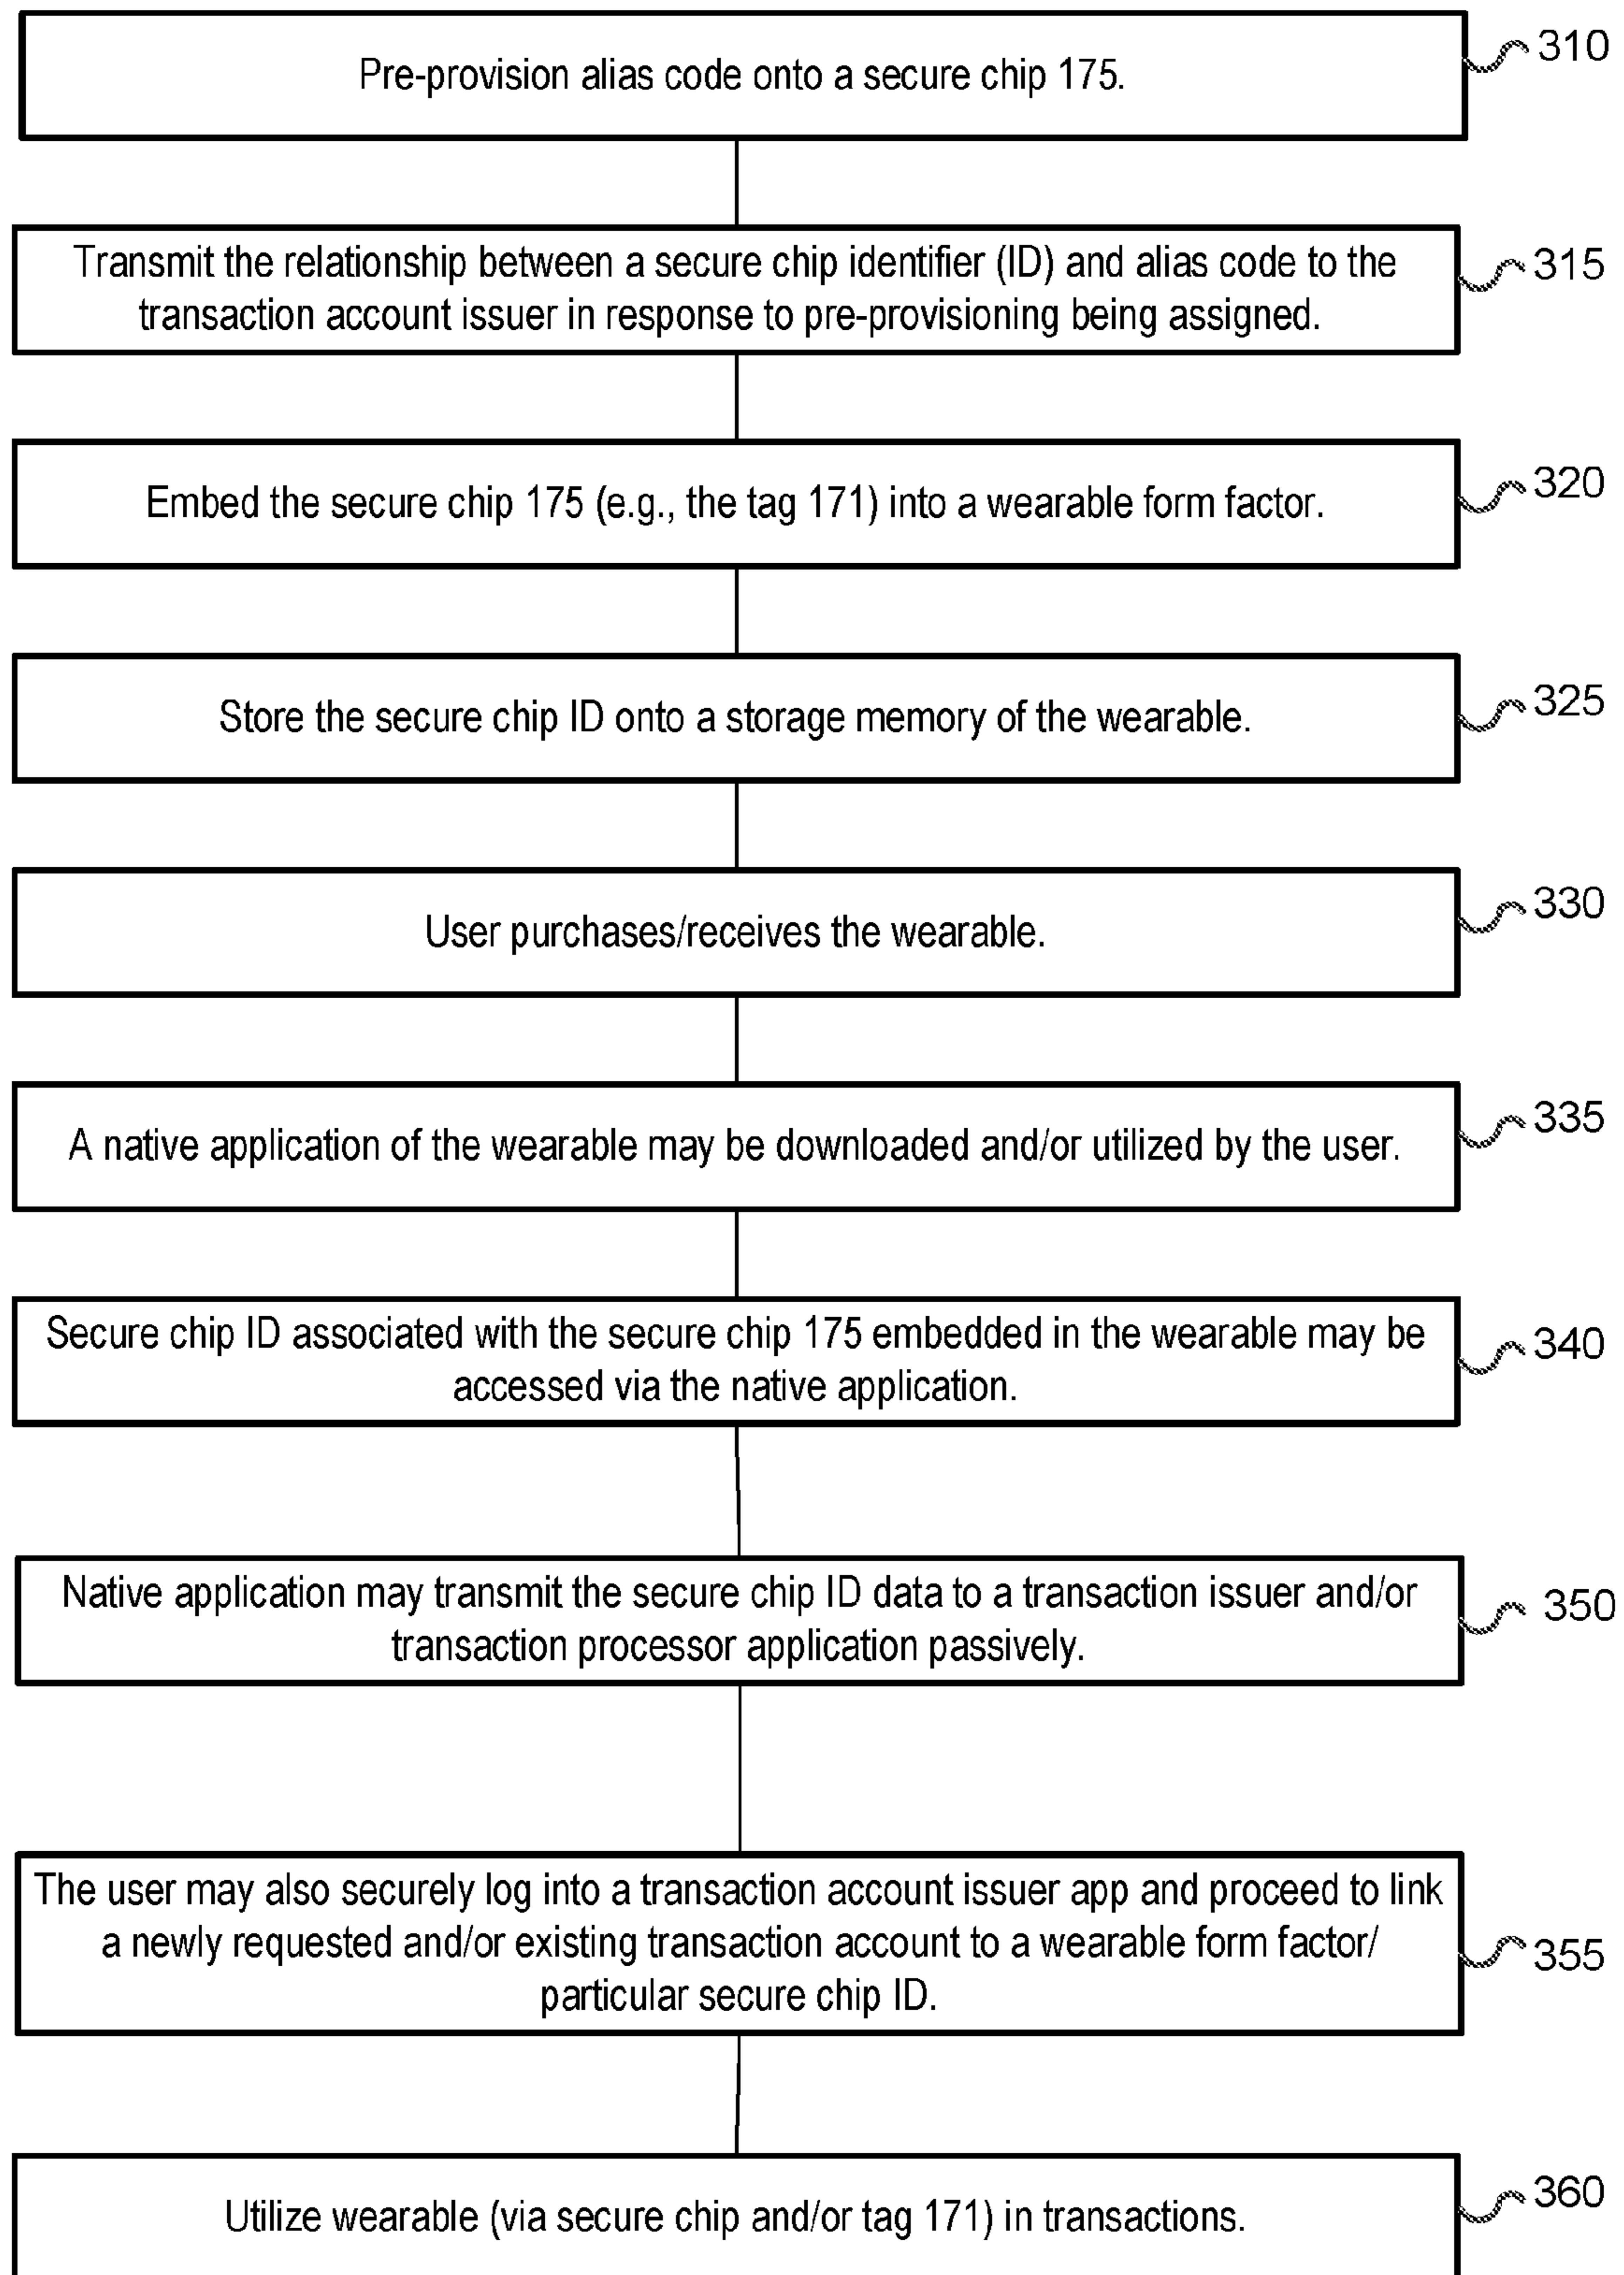 Pre-provision alias code onto a secure chip 175.
310
Transmit the relationship between a secure chip identifier (ID) and alias code to the
transaction account issuer in response to pre-provisioning being assigned.
315
Embed the secure chip 175 (e.g., the tag 171) into a wearable form factor.
320
Store the secure chip ID onto a storage memory of the wearable.
325
User purchases/receives the wearable.
330
A native application of the wearable may be downloaded and/or utilized by the user.
335
Secure chip ID associated with the secure chip 175 embedded in the wearable may be
accessed via the native application.
340
Native application may transmit the secure chip ID data to a transaction issuer and/or
transaction processor application passively.
350
The user may also securely log into a transaction account issuer app and proceed to link
a newly requested and/or existing transaction account to a wearable form factor/
particular secure chip ID.
355
Utilize wearable (via secure chip and/or tag 171) in transactions.
360